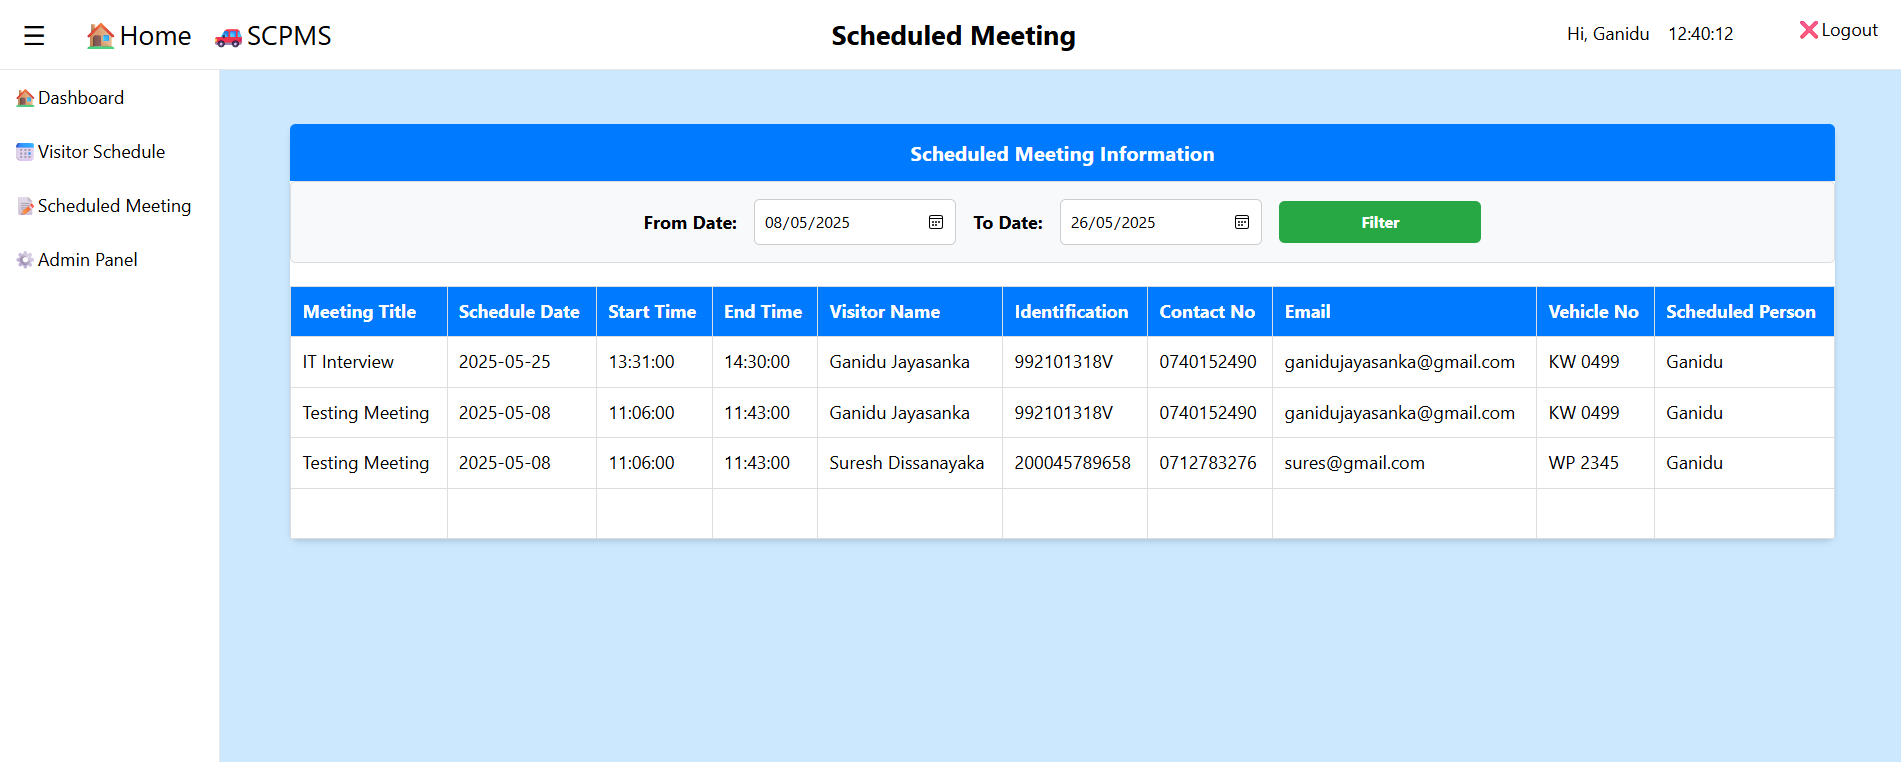 ☰ Home SCPMS Scheduled Meeting Hi, Ganidu 12:40:12 Logout
Dashboard
Visitor Schedule
Scheduled Meeting
Admin Panel
Scheduled Meeting Information
From Date: 08/05/2025 To Date: 26/05/2025 Filter
Meeting Title Schedule Date Start Time End Time Visitor Name Identification Contact No Email Vehicle No Scheduled Person
IT Interview 2025-05-25 13:31:00 14:30:00 Ganidu Jayasanka 992101318V 0740152490 ganidujayasanka@gmail.com KW 0499 Ganidu
Testing Meeting 2025-05-08 11:06:00 11:43:00 Ganidu Jayasanka 992101318V 0740152490 ganidujayasanka@gmail.com KW 0499 Ganidu
Testing Meeting 2025-05-08 11:06:00 11:43:00 Suresh Dissanayaka 200045789658 0712783276 sures@gmail.com WP 2345 Ganidu